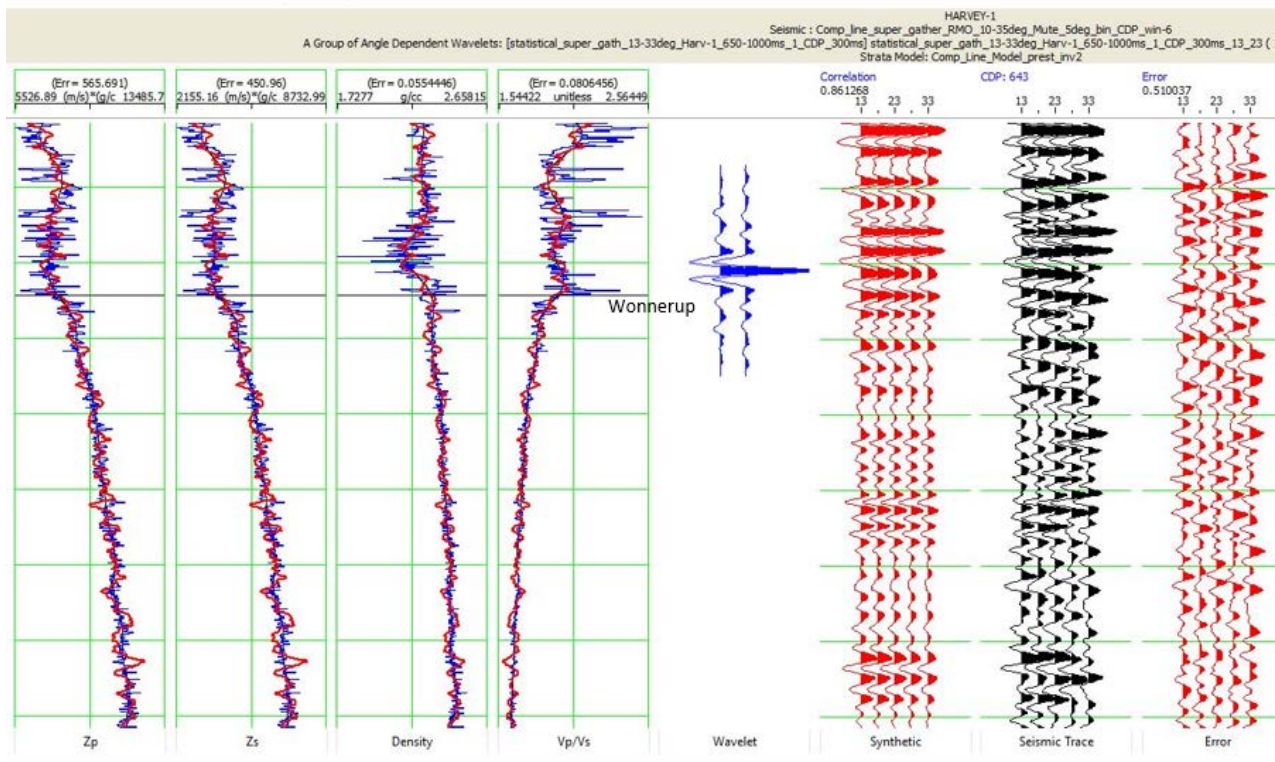 HARVEY-1
Seismic : Comp_line_super_gather_RMO_10-35deg_Mute_5deg_bin_CDP_win-6
A Group of Angle Dependent Wavelets: [statistical_super_gath_13-33deg_Harv-1_650-1000ms_1_CDP_300ms] statistical_super_gath_13-33deg_Harv-1_650-1000ms_1_CDP_300ms_13_23 (
Strata Model: Comp_Line_Model_prest_inv2
(Err= 565.691) (Err= 450.96) (Err= 0.0554446) (Err= 0.0806456) Correlation CDP: 643 Error
5526.89 (m/s)*(g/c 13485.7 2155.16 (m/s)*(g/c 8732.99 1.7277 g/cc 2.65815 1.54422 unitless 2.56449 0.861268 0.510037
13 23 33 13 23 33 13 23 33
Wonnerup
Zp Zs Density Vp/Vs Wavelet Synthetic Seismic Trace Error